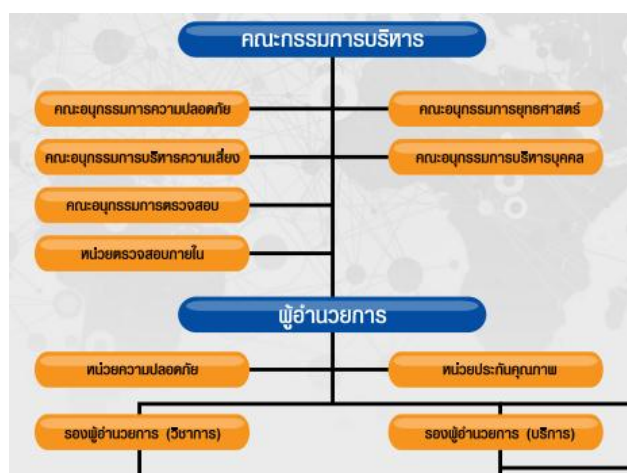 คณะกรรมการบริหาร
คณะอนุกรรมการความปลอดภัย
คณะอนุกรรมการยุทธศาสตร์
คณะอนุกรรมการบริหารความเสี่ยง
คณะอนุกรรมการบริหารบุคคล
คณะอนุกรรมการตรวจสอบ
หน่วยตรวจสอบภายใน
ผู้อำนวยการ
หน่วยความปลอดภัย
หน่วยประกันคุณภาพ
รองผู้อำนวยการ (วิชาการ)
รองผู้อำนวยการ (บริการ)